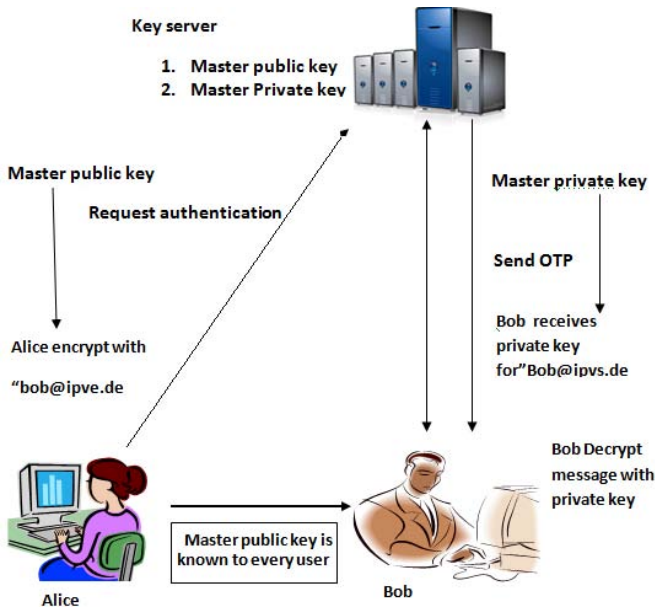 Key server
1. Master public key
2. Master Private key
Master public key
Request authentication
Master private key
Send OTP
Alice encrypt with
“bob@ipve.de
Bob receives
private key
for”Bob@ipvs.de
Bob Decrypt
message with
private key
Master public key is
known to every user
Alice
Bob